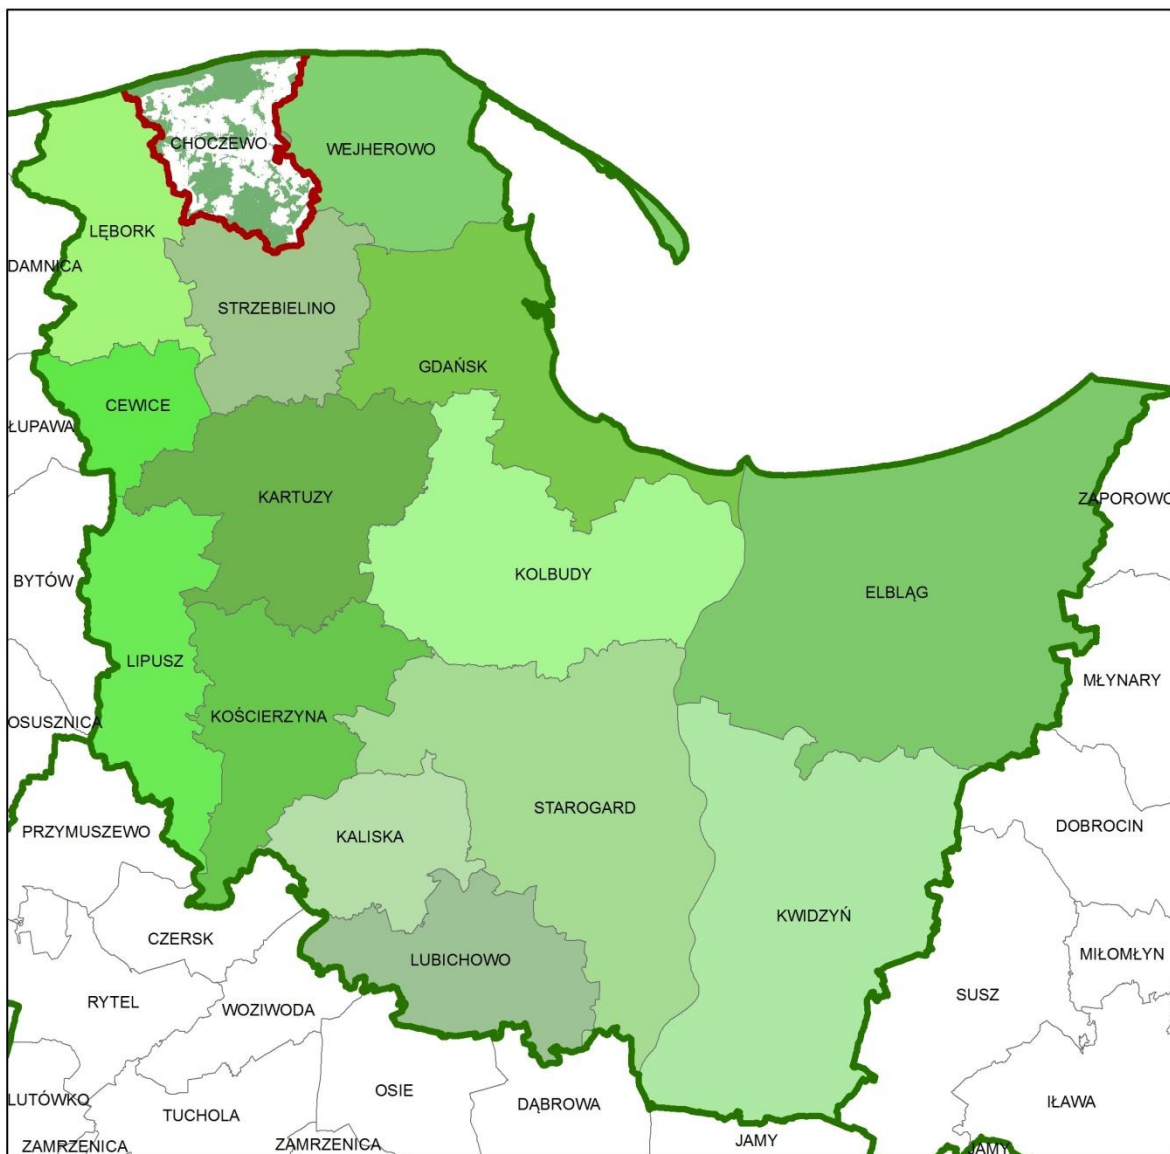 CHOCZEWO
WEJHEROWO
LĘBORK
DAMNICA
STRZEBIELINO
GDAŃSK
CEWICE
ŁUPAWA
KARTUZY
ZAPOROWO
KOLBUDY
BYTÓW
ELBLĄG
LIPUSZ
MŁYNARY
KOŚCIERZYNA
OSUSZNICA
STAROGARD
DOBROCIN
PRZYMUSZEWO
KALISKA
KWIDZYŃ
CZERSK
MIŁOMŁYN
LUBICHOWO
SUSZ
RYTEL
WOZIWODA
OSIE
LUTÓWKO
DĄBROWA
IŁAWA
TUCHOLA
JAMY
ZAMRZENICA
ZAMRZENICA
JAMY